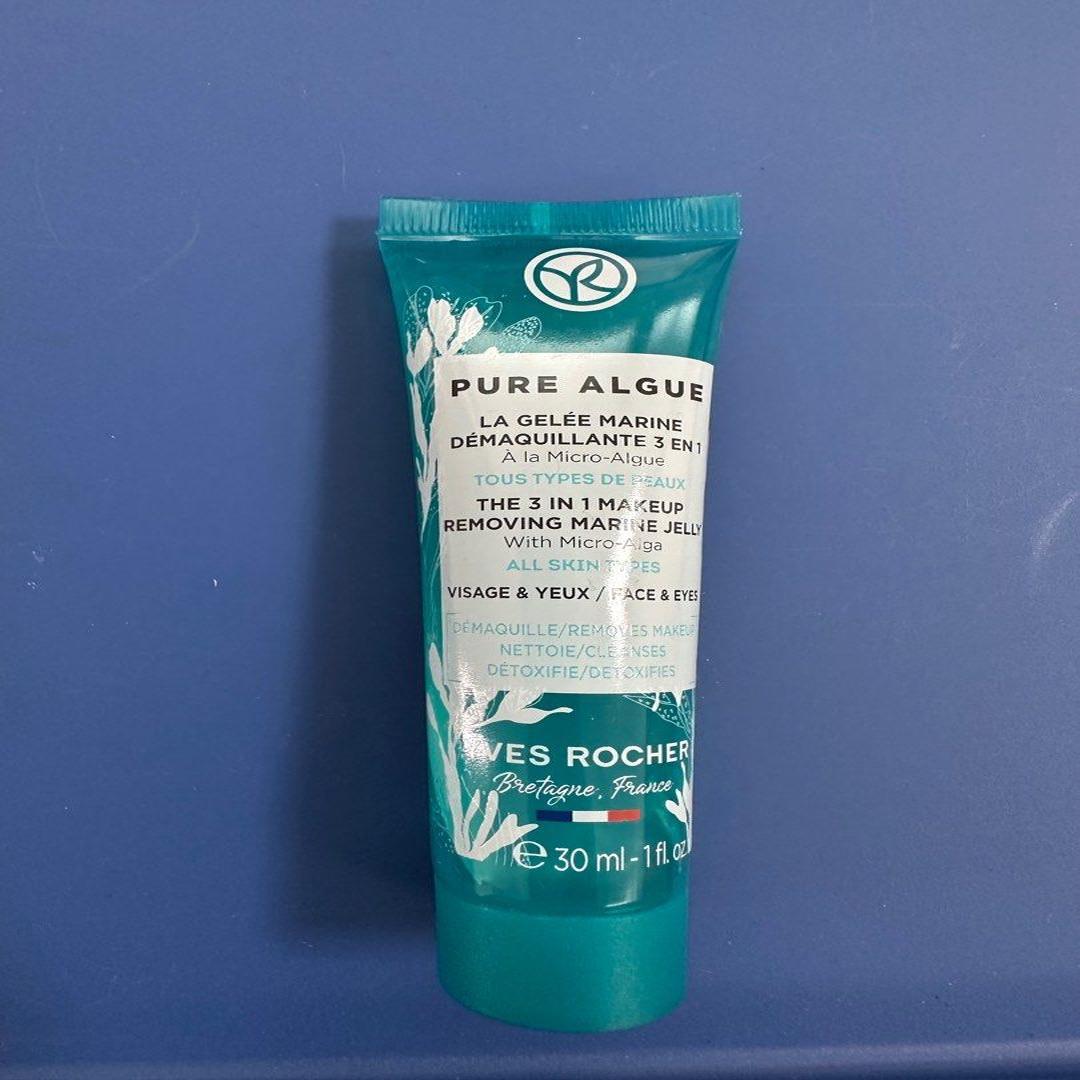 YR
PURE ALGUE
LA GELÉE MARINE
DÉMAQUILLANTE 3 EN 1
À la Micro-Algue
TOUS TYPES DE PEAUX
THE 3 IN 1 MAKEUP
REMOVING MARINE JELLY
With Micro-Alga
ALL SKIN TYPES
VISAGE & YEUX / FACE & EYES
DÉMAQUILLE/REMOVES MAKEUP
NETTOIE/CLEANSES
DÉTOXIFIE/DETOXIFIES
YVES ROCHER
Bretagne, France
℮ 30 ml - 1 fl. oz